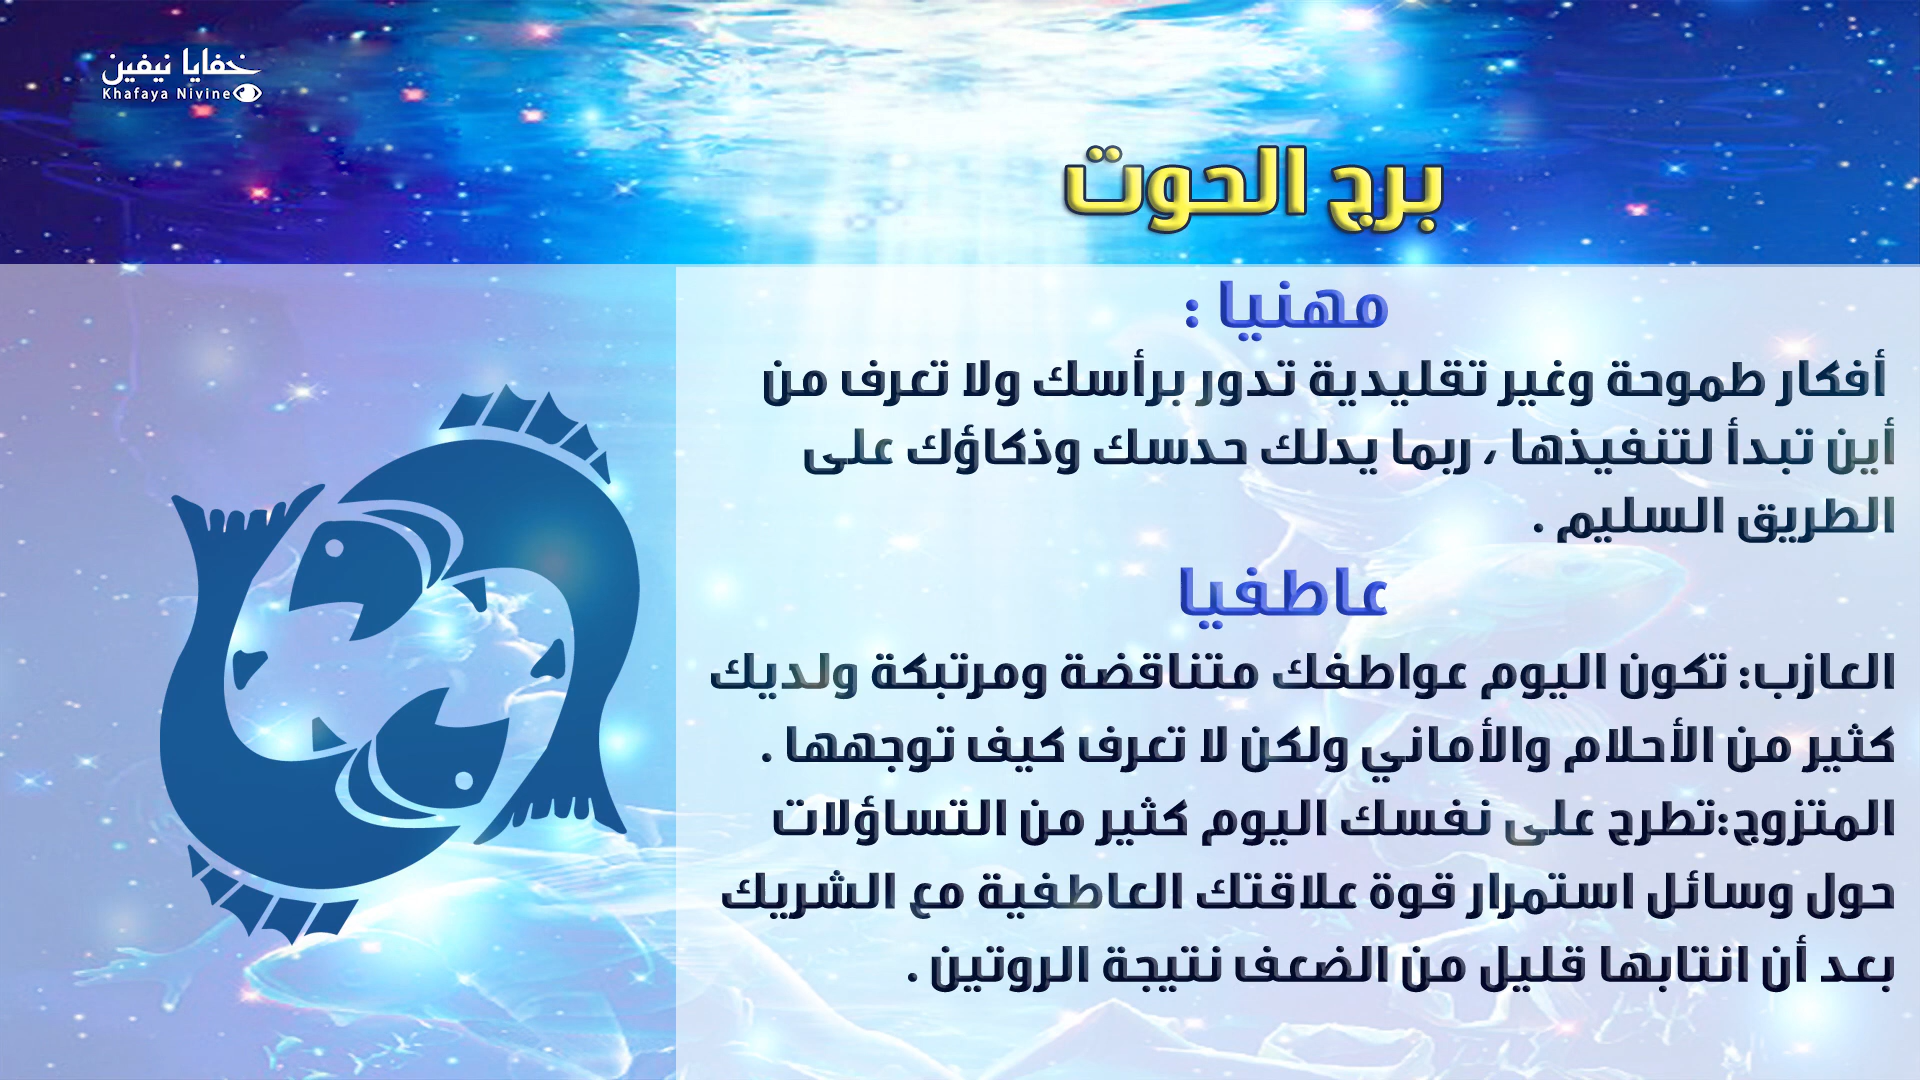 خفايا نيفين
Khafaya Nivine
برج الحوت
مهنيا :
أفكار طموحة وغير تقليدية تدور برأسك ولا تعرف من
أين تبدأ لتنفيذها ، ربما يدلك حدسك وذكاؤك على
الطريق السليم .
عاطفيا
العازب: تكون اليوم عواطفك متناقضة ومرتبكة ولديك
كثير من الأحلام والأماني ولكن لا تعرف كيف توجهها .
المتزوج:تطرح على نفسك اليوم كثير من التساؤلات
حول وسائل استمرار قوة علاقتك العاطفية مع الشريك
بعد أن انتابها قليل من الضعف نتيجة الروتين .